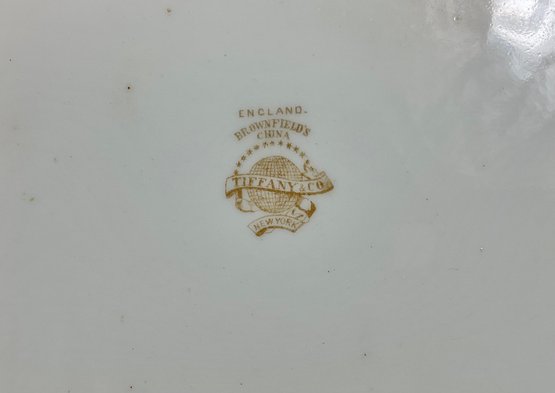 ENGLAND.
BROWNFIELD'S
CHINA
TIFFANY & CO
NEW YORK